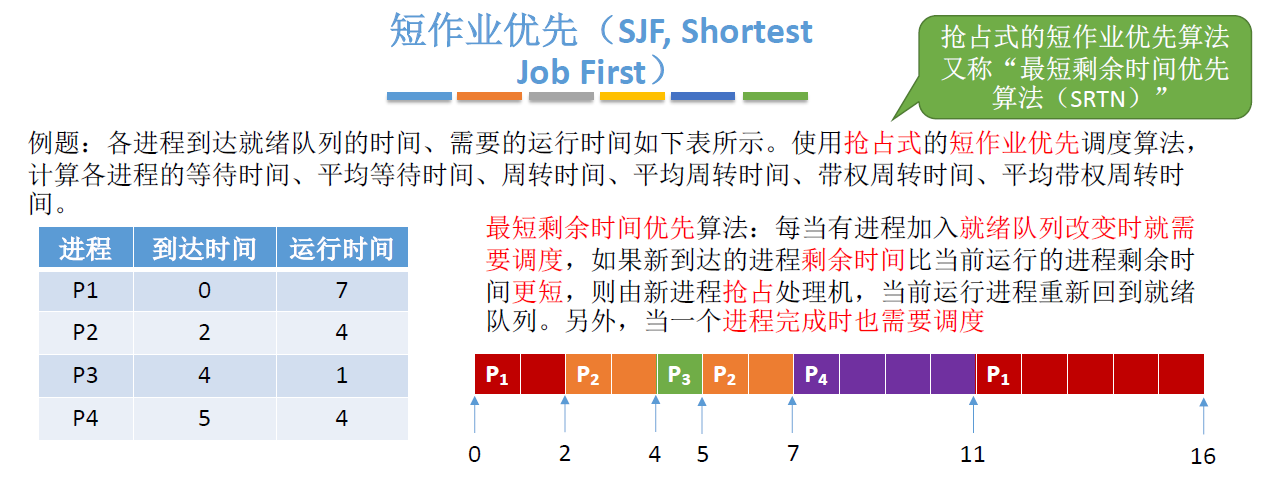 短作业优先（SJF, Shortest
Job First）
抢占式的短作业优先算法
又称“最短剩余时间优先
算法（SRTN）”
例题：各进程到达就绪队列的时间、需要的运行时间如下表所示。使用抢占式的短作业优先调度算法，
计算各进程的等待时间、平均等待时间、周转时间、平均周转时间、带权周转时间、平均带权周转时
间。
进程 到达时间 运行时间
P1 0 7
P2 2 4
P3 4 1
P4 5 4
最短剩余时间优先算法：每当有进程加入就绪队列改变时就需
要调度，如果新到达的进程剩余时间比当前运行的进程剩余时
间更短，则由新进程抢占处理机，当前运行进程重新回到就绪
队列。另外，当一个进程完成时也需要调度
P1 P2 P3 P2 P4 P1
0 2 4 5 7 11 16